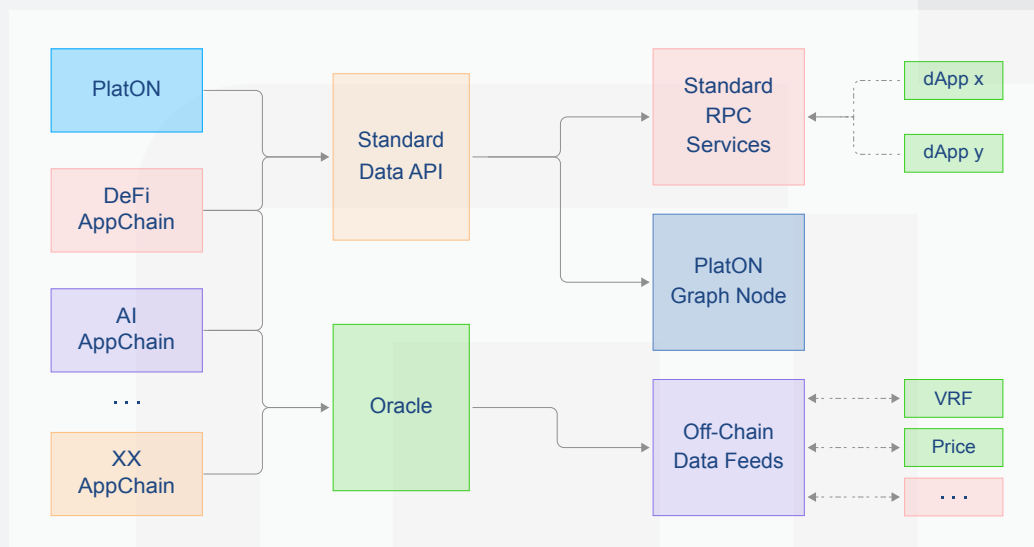 PlatON
DeFi
AppChain
AI
AppChain
...
XX
AppChain
Standard
Data API
Oracle
Standard
RPC
Services
PlatON
Graph Node
Off-Chain
Data Feeds
dApp x
dApp y
VRF
Price
...